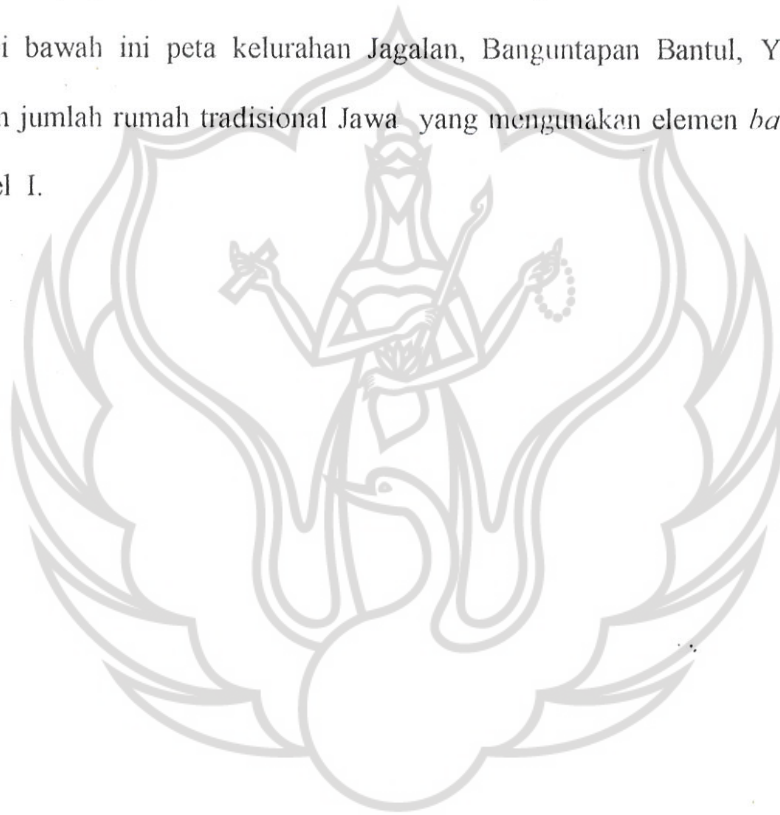 i bawah ini peta kelurahan Jagalan, Banguntapan Bantul, Y
n jumlah rumah tradisional Jawa yang mengunakan elemen ba
el I.